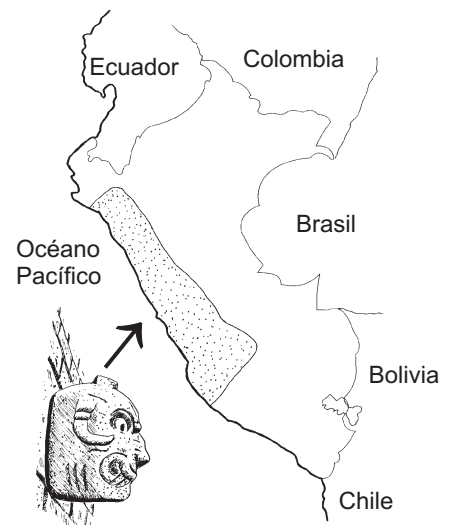 Ecuador
Colombia
Brasil
Océano
Pacífico
Bolivia
Chile